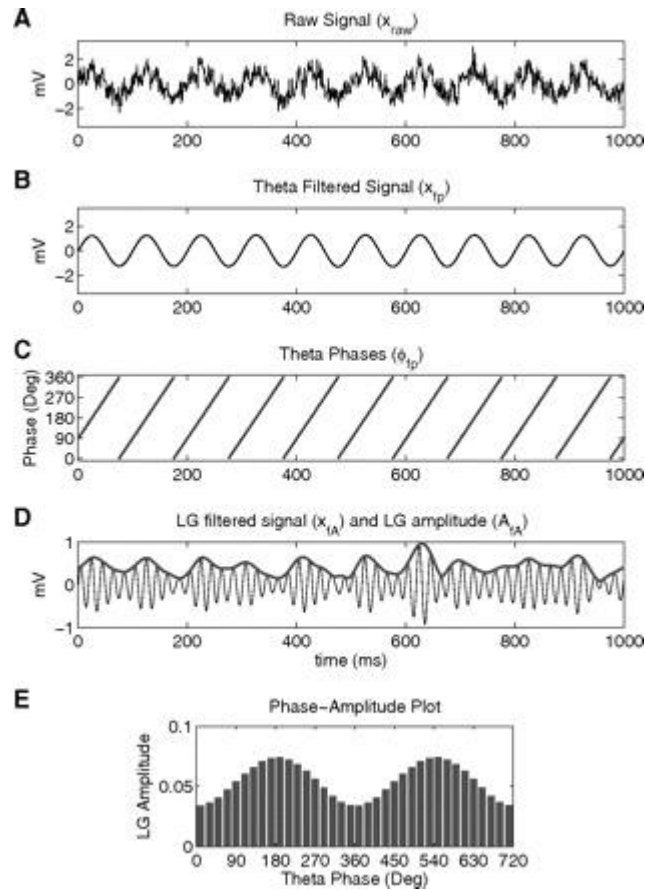 A
Raw Signal (x_raw)
mV
2
0
−2
0 200 400 600 800 1000
B
Theta Filtered Signal (x_fp)
mV
2
0
−2
0 200 400 600 800 1000
C
Theta Phases (ϕ_fp)
Phase (Deg)
360
270
180
90
0
0 200 400 600 800 1000
D
LG filtered signal (x_fA) and LG amplitude (A_fA)
mV
1
0
−1
0 200 400 600 800 1000
time (ms)
E
Phase−Amplitude Plot
LG Amplitude
0.1
0.05
0
0 90 180 270 360 450 540 630 720
Theta Phase (Deg)